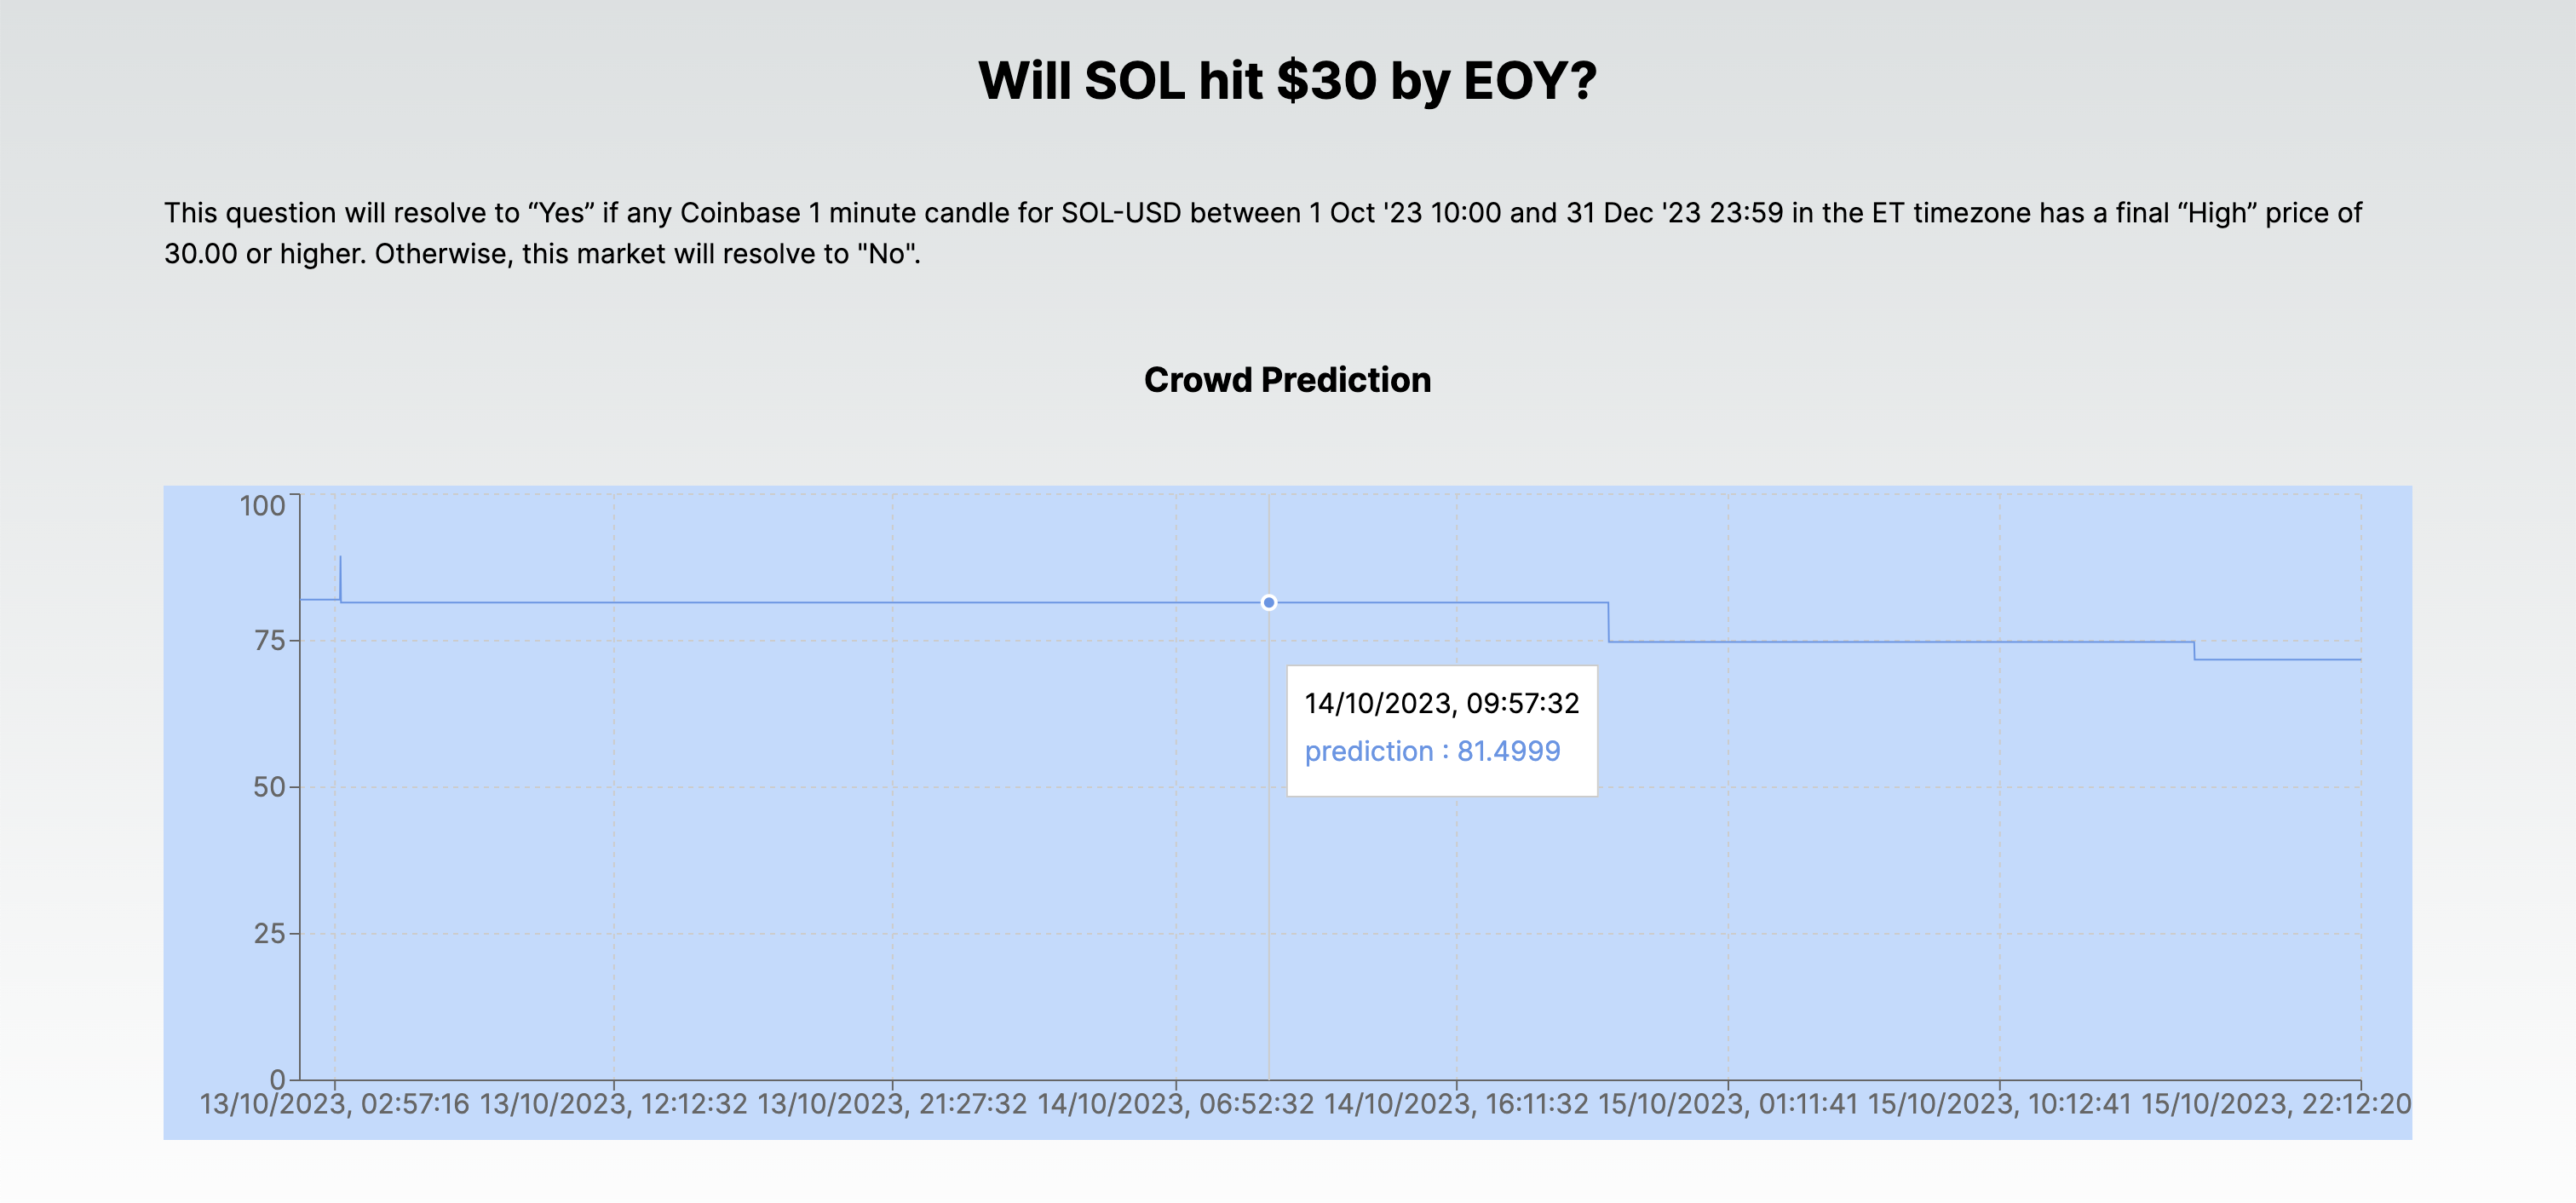 Will SOL hit $30 by EOY?
This question will resolve to “Yes” if any Coinbase 1 minute candle for SOL-USD between 1 Oct '23 10:00 and 31 Dec '23 23:59 in the ET timezone has a final “High” price of
30.00 or higher. Otherwise, this market will resolve to "No".
Crowd Prediction
100
75
50
25
0
14/10/2023, 09:57:32
prediction : 81.4999
13/10/2023, 02:57:16 13/10/2023, 12:12:32 13/10/2023, 21:27:32 14/10/2023, 06:52:32 14/10/2023, 16:11:32 15/10/2023, 01:11:41 15/10/2023, 10:12:41 15/10/2023, 22:12:20